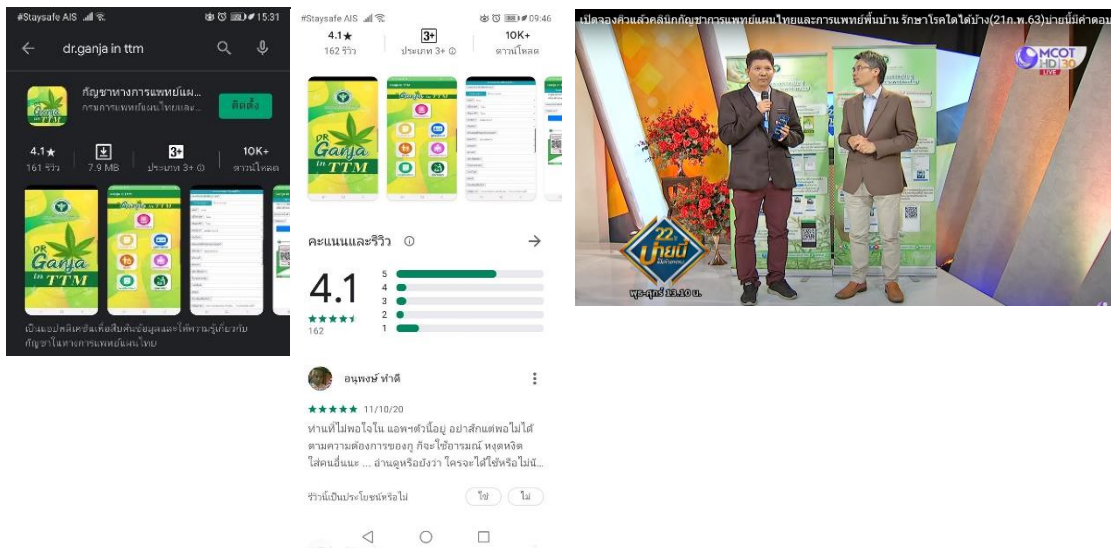 #Staysafe AIS
15:31
dr.ganja in ttm
กัญชาทางการแพทย์แผ...
กรมการแพทย์แผนไทยและ...
ติดตั้ง
4.1★
3+
10K+
161 รีวิว
7.9 MB
ประเภท 3+
ดาวน์โหลด
DR
Ganja
in TTM
เป็นแอปพลิเคชันเพื่อสืบค้นข้อมูลและให้ความรู้เกี่ยวกับ
กัญชาในทางการแพทย์แผนไทย
#Staysafe AIS
09:46
4.1★
3+
10K+
162 รีวิว
ประเภท 3+
ดาวน์โหลด
DR
Ganja
in TTM
คะแนนและรีวิว
4.1
162
5
4
3
2
1
อนุพงษ์ ทำดี
11/10/20
ท่านที่ไม่พอใจใน แอพฯตัวนี้อยู่ อย่าสักแต่พอไม่ได้
ตามความต้องการของกู ก็จะใช้อารมณ์ หงุดหงิด
ใส่คนอื่นนะ ... อ่านดูหรือยังว่า ใครจะได้ใช้หรือไม่นั...
รีวิวนี้เป็นประโยชน์หรือไม่
ใช่
ไม่
เปิดจองคิวแล้วคลินิกกัญชาการแพทย์แผนไทยและการแพทย์พื้นบ้าน รักษาโรคใดได้บ้าง(21ก.พ.63)บ่ายนี้มีคำตอบ
MCOT
HD 30
LIVE
22
บ่ายนี้
มีคำตอบ
พุธ-ศุกร์ 13.10 น.